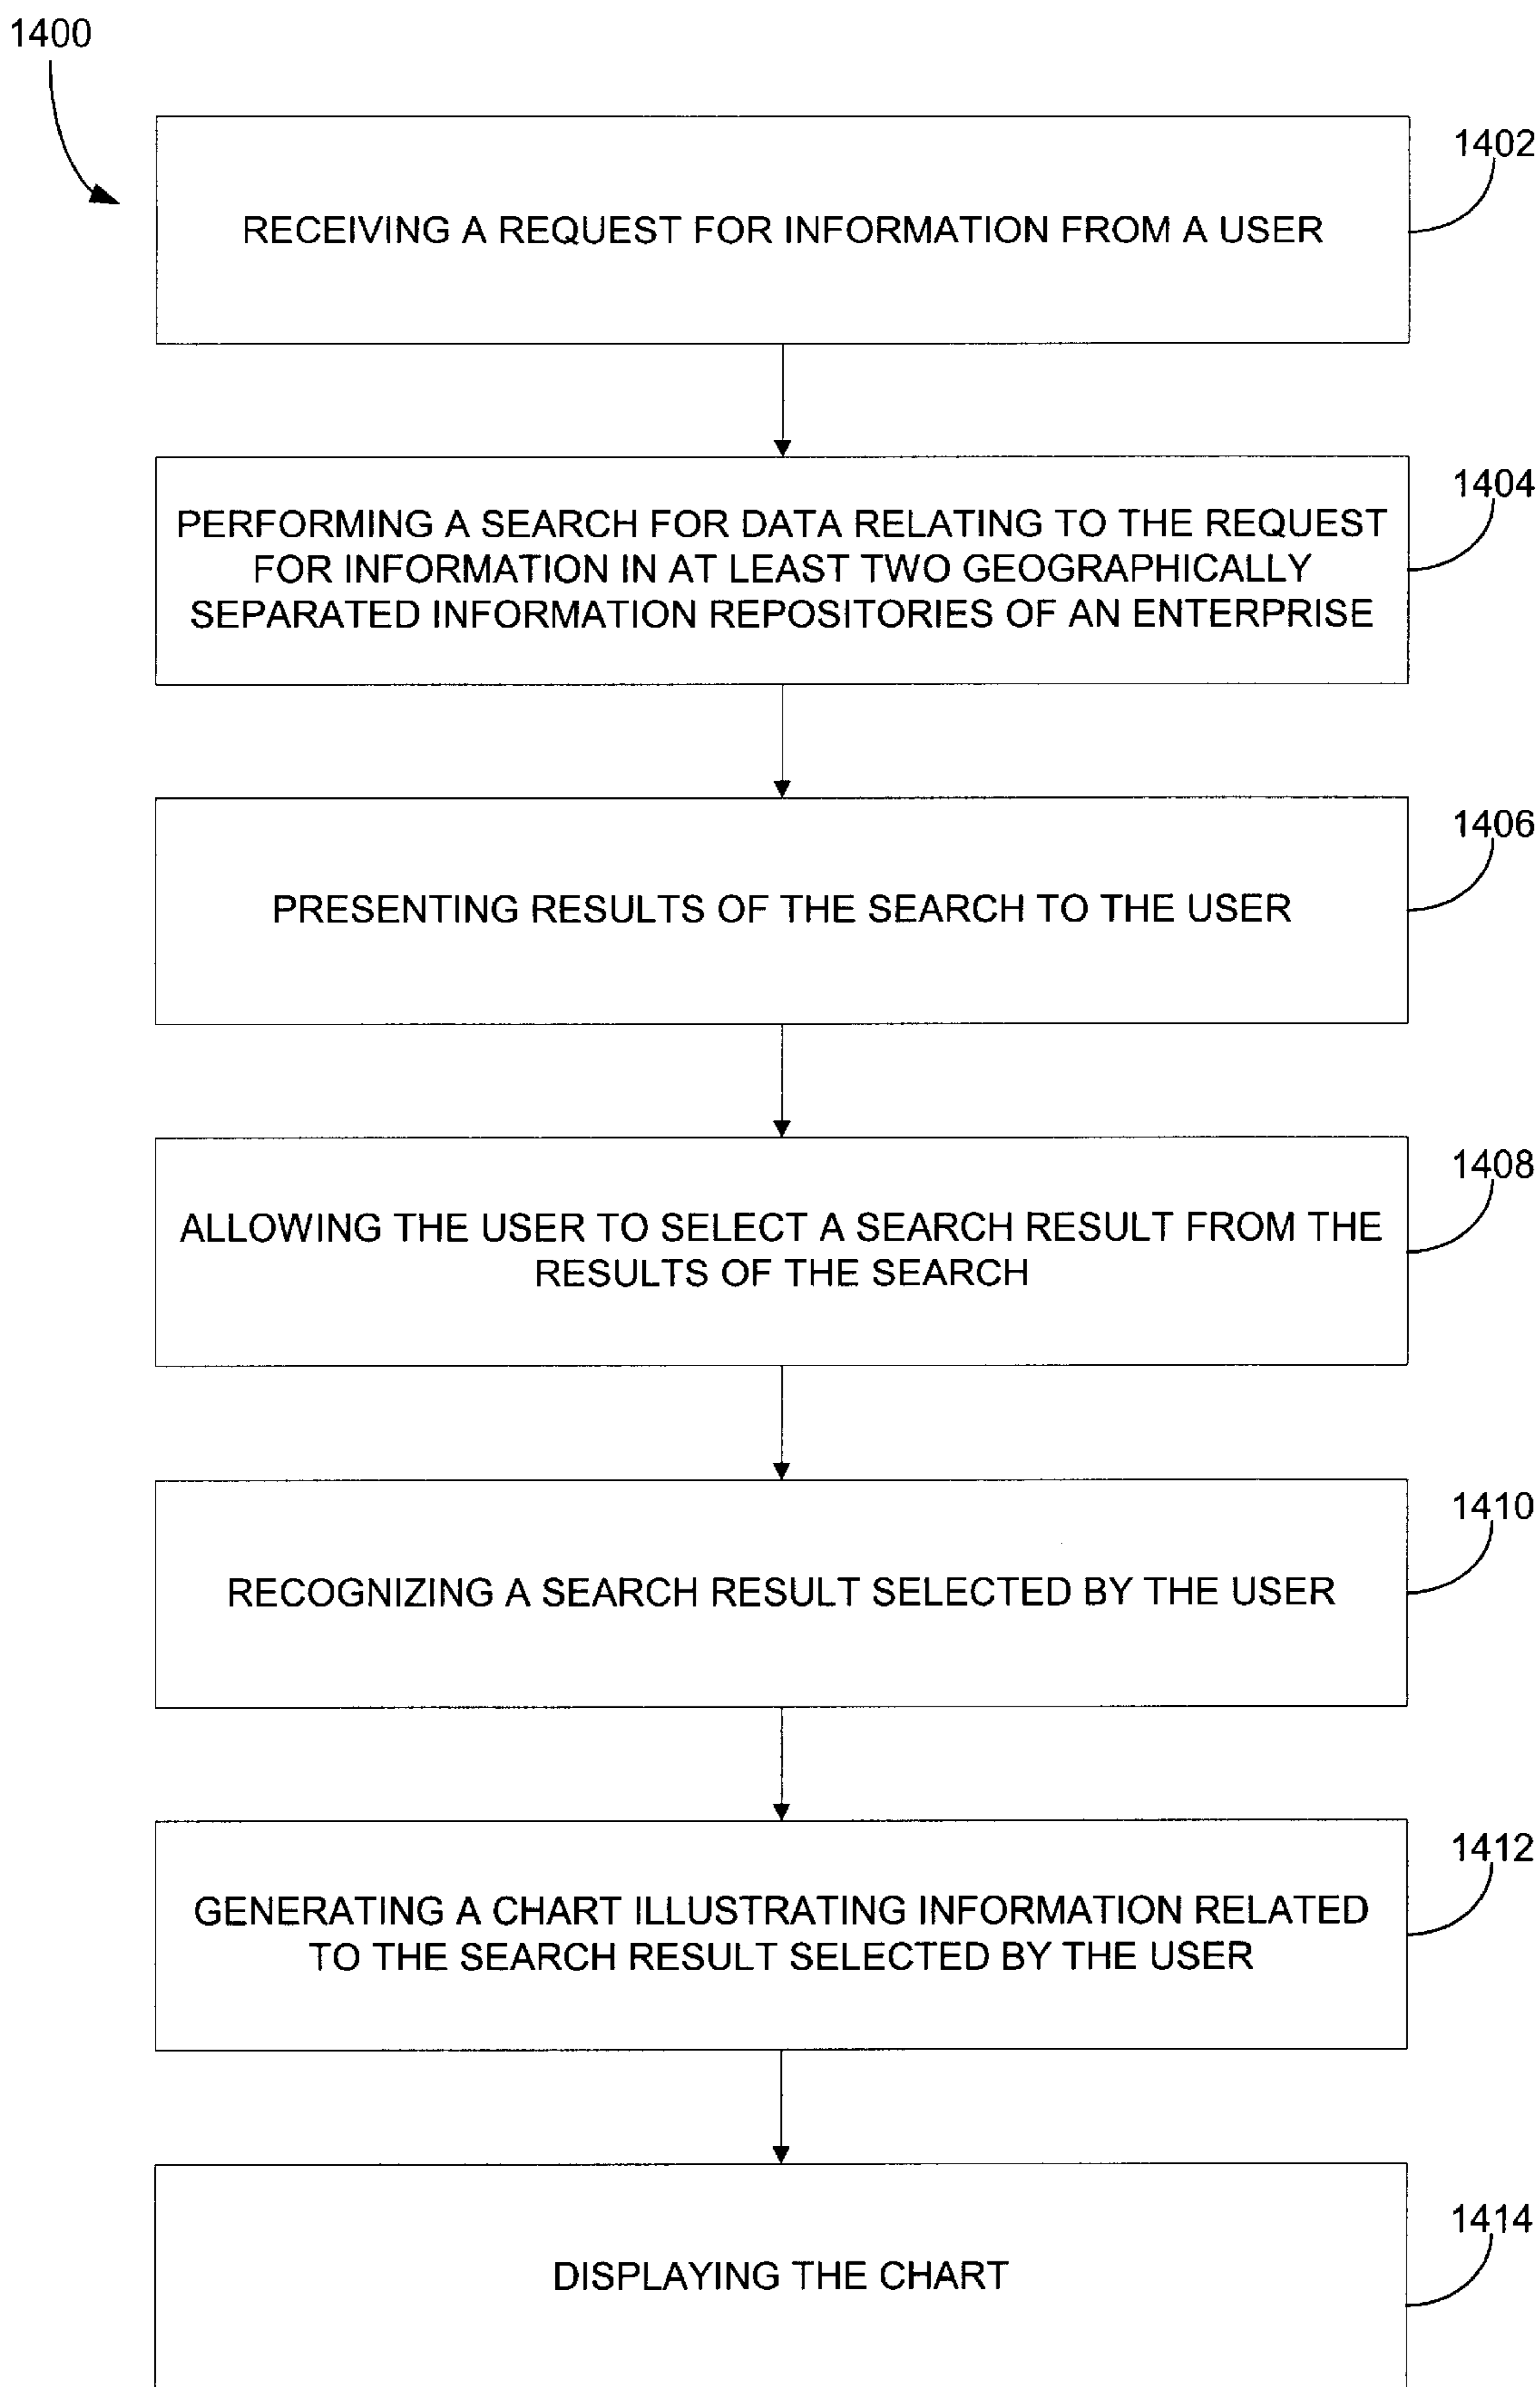 1400
1402
RECEIVING A REQUEST FOR INFORMATION FROM A USER
1404
PERFORMING A SEARCH FOR DATA RELATING TO THE REQUEST
FOR INFORMATION IN AT LEAST TWO GEOGRAPHICALLY
SEPARATED INFORMATION REPOSITORIES OF AN ENTERPRISE
1406
PRESENTING RESULTS OF THE SEARCH TO THE USER
1408
ALLOWING THE USER TO SELECT A SEARCH RESULT FROM THE
RESULTS OF THE SEARCH
1410
RECOGNIZING A SEARCH RESULT SELECTED BY THE USER
1412
GENERATING A CHART ILLUSTRATING INFORMATION RELATED
TO THE SEARCH RESULT SELECTED BY THE USER
1414
DISPLAYING THE CHART